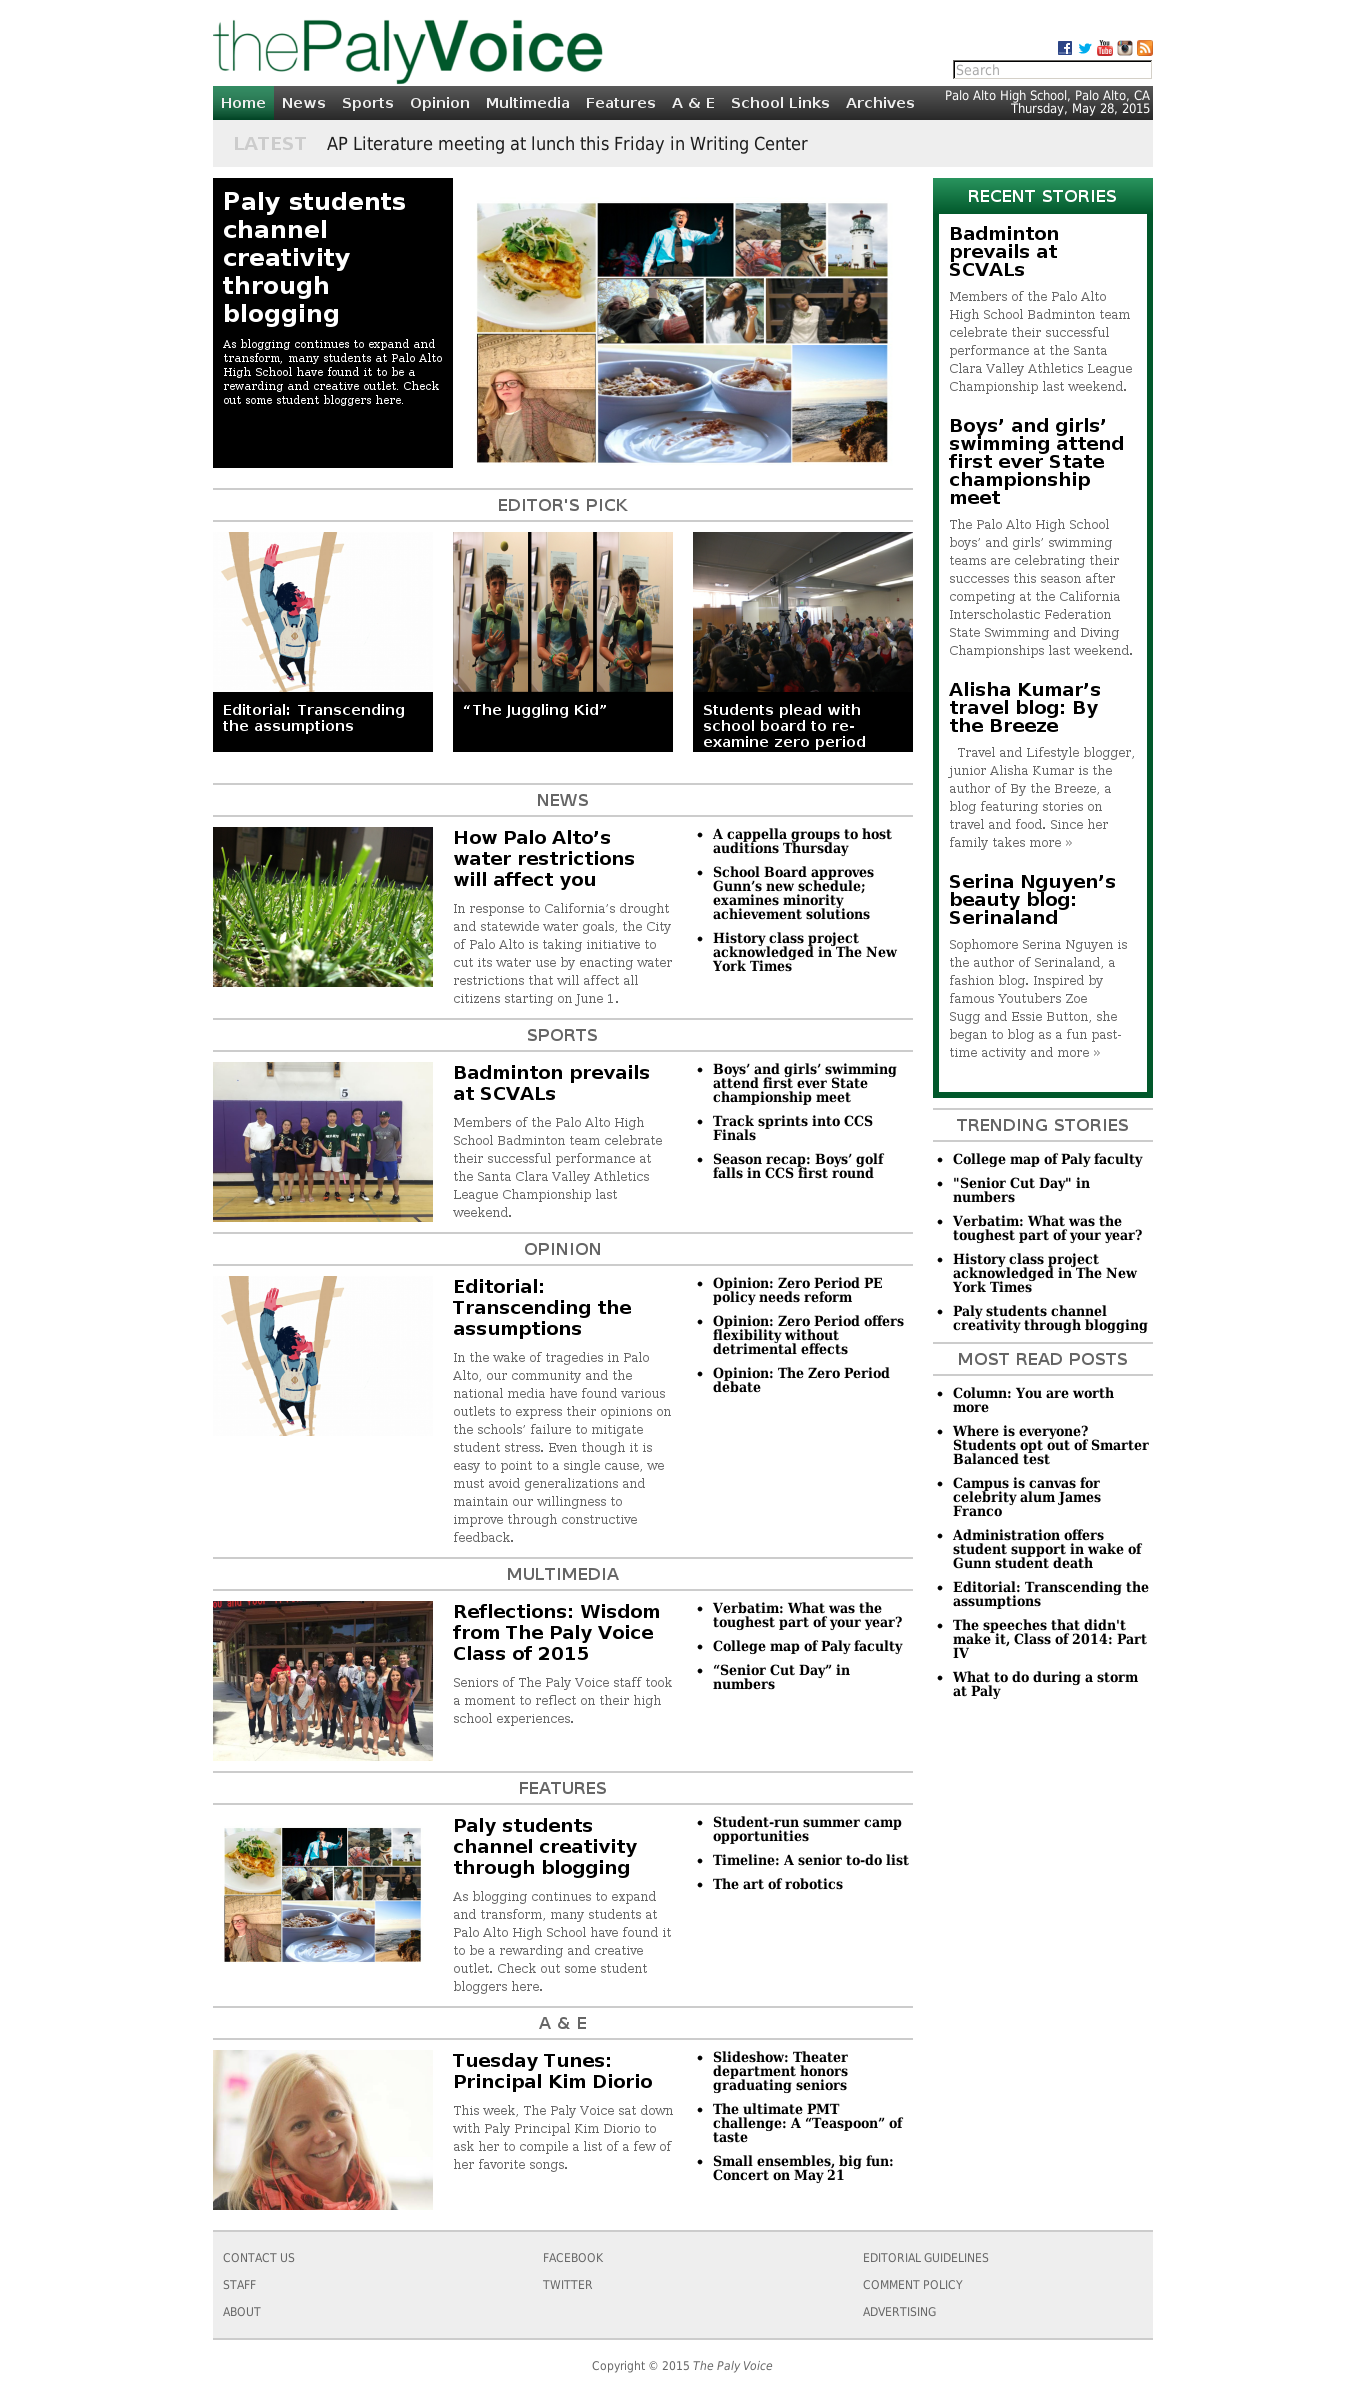 thePalyVoice
Search
Home News Sports Opinion Multimedia Features A & E School Links Archives
Palo Alto High School, Palo Alto, CA
Thursday, May 28, 2015
LATEST AP Literature meeting at lunch this Friday in Writing Center
Paly students
channel
creativity
through
blogging
As blogging continues to expand and
transform, many students at Palo Alto
High School have found it to be a
rewarding and creative outlet. Check
out some student bloggers here.
EDITOR'S PICK
Editorial: Transcending
the assumptions
“The Juggling Kid”
Students plead with
school board to re-
examine zero period
NEWS
How Palo Alto’s
water restrictions
will affect you
In response to California’s drought
and statewide water goals, the City
of Palo Alto is taking initiative to
cut its water use by enacting water
restrictions that will affect all
citizens starting on June 1.
• A cappella groups to host
auditions Thursday
• School Board approves
Gunn’s new schedule;
examines minority
achievement solutions
• History class project
acknowledged in The New
York Times
SPORTS
5
Badminton prevails
at SCVALs
Members of the Palo Alto High
School Badminton team celebrate
their successful performance at
the Santa Clara Valley Athletics
League Championship last
weekend.
• Boys’ and girls’ swimming
attend first ever State
championship meet
• Track sprints into CCS
Finals
• Season recap: Boys’ golf
falls in CCS first round
OPINION
Editorial:
Transcending the
assumptions
In the wake of tragedies in Palo
Alto, our community and the
national media have found various
outlets to express their opinions on
the schools’ failure to mitigate
student stress. Even though it is
easy to point to a single cause, we
must avoid generalizations and
maintain our willingness to
improve through constructive
feedback.
• Opinion: Zero Period PE
policy needs reform
• Opinion: Zero Period offers
flexibility without
detrimental effects
• Opinion: The Zero Period
debate
MULTIMEDIA
Reflections: Wisdom
from The Paly Voice
Class of 2015
Seniors of The Paly Voice staff took
a moment to reflect on their high
school experiences.
• Verbatim: What was the
toughest part of your year?
• College map of Paly faculty
• “Senior Cut Day” in
numbers
FEATURES
Paly students
channel creativity
through blogging
As blogging continues to expand
and transform, many students at
Palo Alto High School have found it
to be a rewarding and creative
outlet. Check out some student
bloggers here.
• Student-run summer camp
opportunities
• Timeline: A senior to-do list
• The art of robotics
A & E
Tuesday Tunes:
Principal Kim Diorio
This week, The Paly Voice sat down
with Paly Principal Kim Diorio to
ask her to compile a list of a few of
her favorite songs.
• Slideshow: Theater
department honors
graduating seniors
• The ultimate PMT
challenge: A “Teaspoon” of
taste
• Small ensembles, big fun:
Concert on May 21
RECENT STORIES
Badminton
prevails at
SCVALs
Members of the Palo Alto
High School Badminton team
celebrate their successful
performance at the Santa
Clara Valley Athletics League
Championship last weekend.
Boys’ and girls’
swimming attend
first ever State
championship
meet
The Palo Alto High School
boys’ and girls’ swimming
teams are celebrating their
successes this season after
competing at the California
Interscholastic Federation
State Swimming and Diving
Championships last weekend.
Alisha Kumar’s
travel blog: By
the Breeze
Travel and Lifestyle blogger,
junior Alisha Kumar is the
author of By the Breeze, a
blog featuring stories on
travel and food. Since her
family takes more »
Serina Nguyen’s
beauty blog:
Serinaland
Sophomore Serina Nguyen is
the author of Serinaland, a
fashion blog. Inspired by
famous Youtubers Zoe
Sugg and Essie Button, she
began to blog as a fun past-
time activity and more »
TRENDING STORIES
• College map of Paly faculty
• "Senior Cut Day" in
numbers
• Verbatim: What was the
toughest part of your year?
• History class project
acknowledged in The New
York Times
• Paly students channel
creativity through blogging
MOST READ POSTS
• Column: You are worth
more
• Where is everyone?
Students opt out of Smarter
Balanced test
• Campus is canvas for
celebrity alum James
Franco
• Administration offers
student support in wake of
Gunn student death
• Editorial: Transcending the
assumptions
• The speeches that didn't
make it, Class of 2014: Part
IV
• What to do during a storm
at Paly
CONTACT US
STAFF
ABOUT
FACEBOOK
TWITTER
EDITORIAL GUIDELINES
COMMENT POLICY
ADVERTISING
Copyright © 2015 The Paly Voice